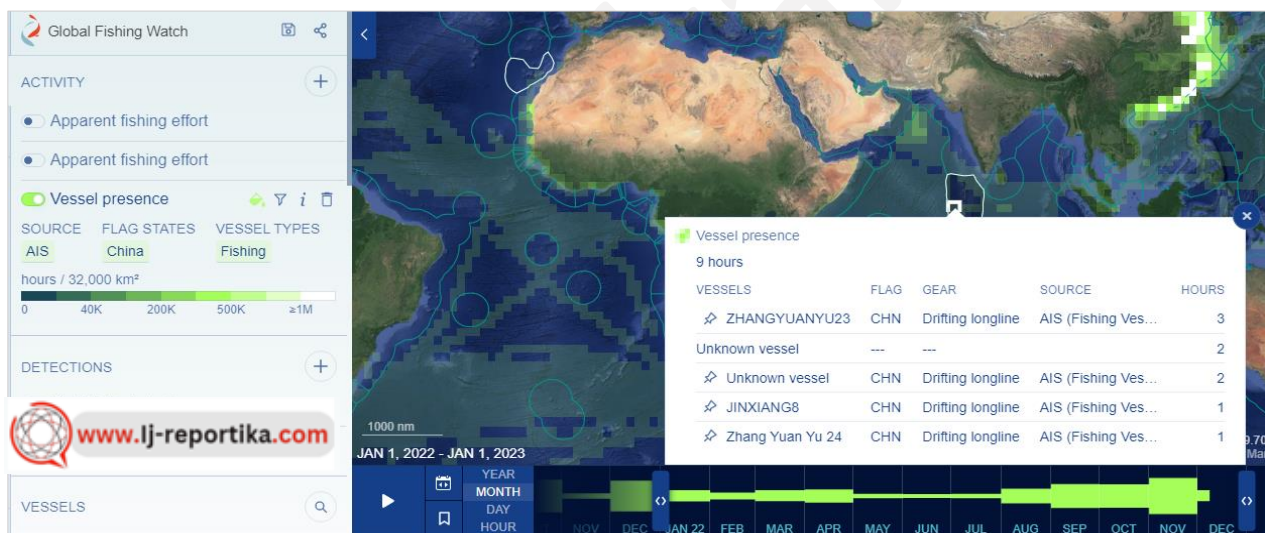 Global Fishing Watch
ACTIVITY
Apparent fishing effort
Apparent fishing effort
Vessel presence
SOURCE FLAG STATES VESSEL TYPES
AIS China Fishing
hours / 32,000 km²
0 40K 200K 500K ≥1M
DETECTIONS
www.lj-reportika.com
VESSELS
Vessel presence
9 hours
VESSELS FLAG GEAR SOURCE HOURS
ZHANGYUANYU23 CHN Drifting longline AIS (Fishing Ves... 3
Unknown vessel --- --- 2
Unknown vessel CHN Drifting longline AIS (Fishing Ves... 2
JINXIANG8 CHN Drifting longline AIS (Fishing Ves... 1
Zhang Yuan Yu 24 CHN Drifting longline AIS (Fishing Ves... 1
1000 nm
JAN 1, 2022 - JAN 1, 2023
YEAR
MONTH
DAY
HOUR
NOV DEC JAN 22 FEB MAR APR MAY JUN JUL AUG SEP OCT NOV DEC